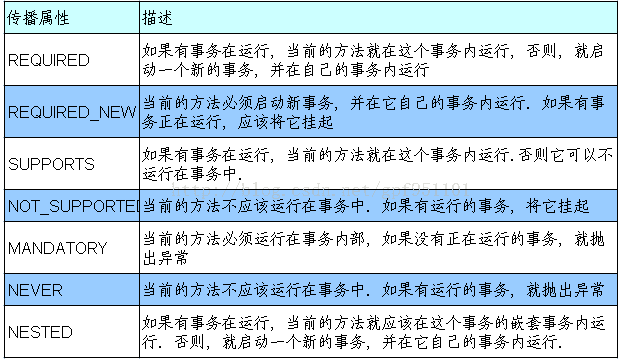 传播属性 描述
REQUIRED 如果有事务在运行, 当前的方法就在这个事务内运行, 否则, 就启
动一个新的事务, 并在自己的事务内运行
REQUIRED_NEW 当前的方法必须启动新事务, 并在它自己的事务内运行. 如果有事
务正在运行, 应该将它挂起
SUPPORTS 如果有事务在运行, 当前的方法就在这个事务内运行. 否则它可以不
运行在事务中.
NOT_SUPPORTED 当前的方法不应该运行在事务中. 如果有运行的事务, 将它挂起
MANDATORY 当前的方法必须运行在事务内部, 如果没有正在运行的事务, 就抛
出异常
NEVER 当前的方法不应该运行在事务中. 如果有运行的事务, 就抛出异常
NESTED 如果有事务在运行, 当前的方法就应该在这个事务的嵌套事务内运
行. 否则, 就启动一个新的事务, 并在它自己的事务内运行.